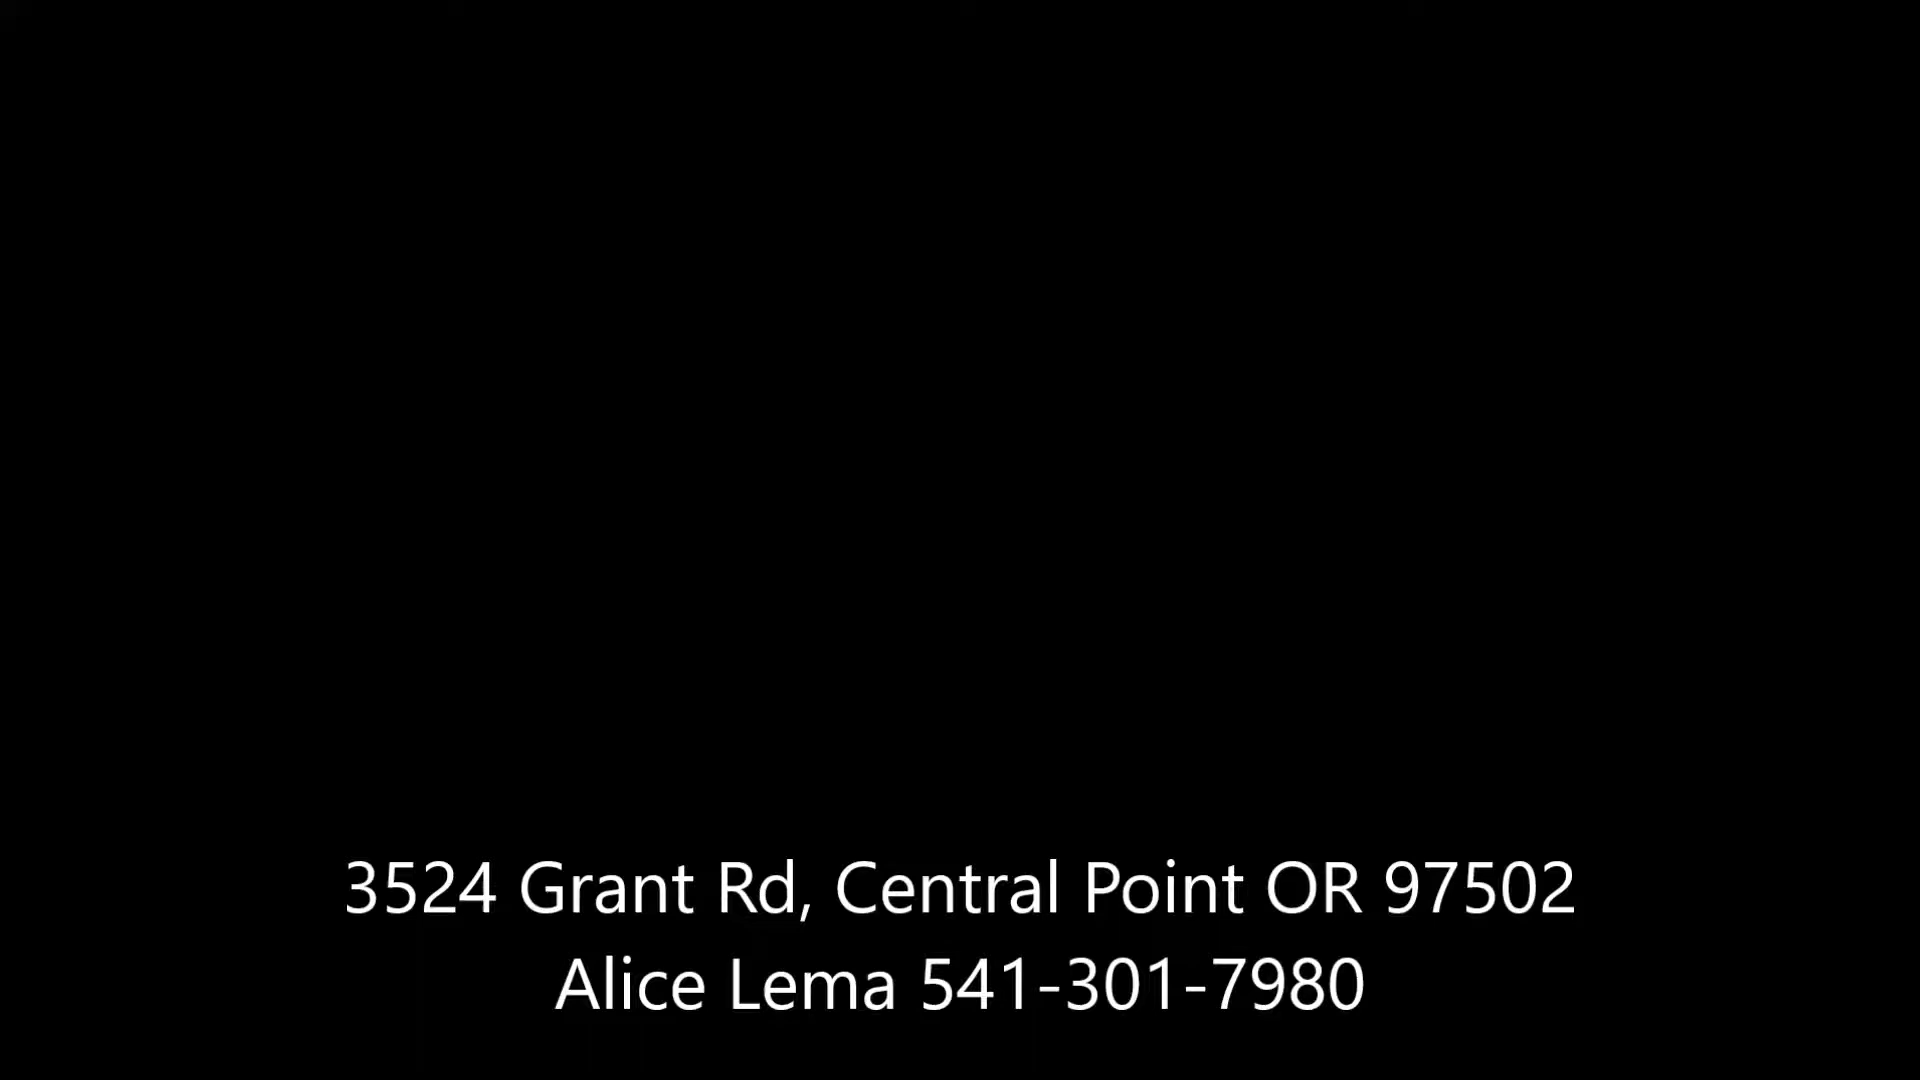 3524 Grant Rd, Central Point OR 97502
Alice Lema 541-301-7980